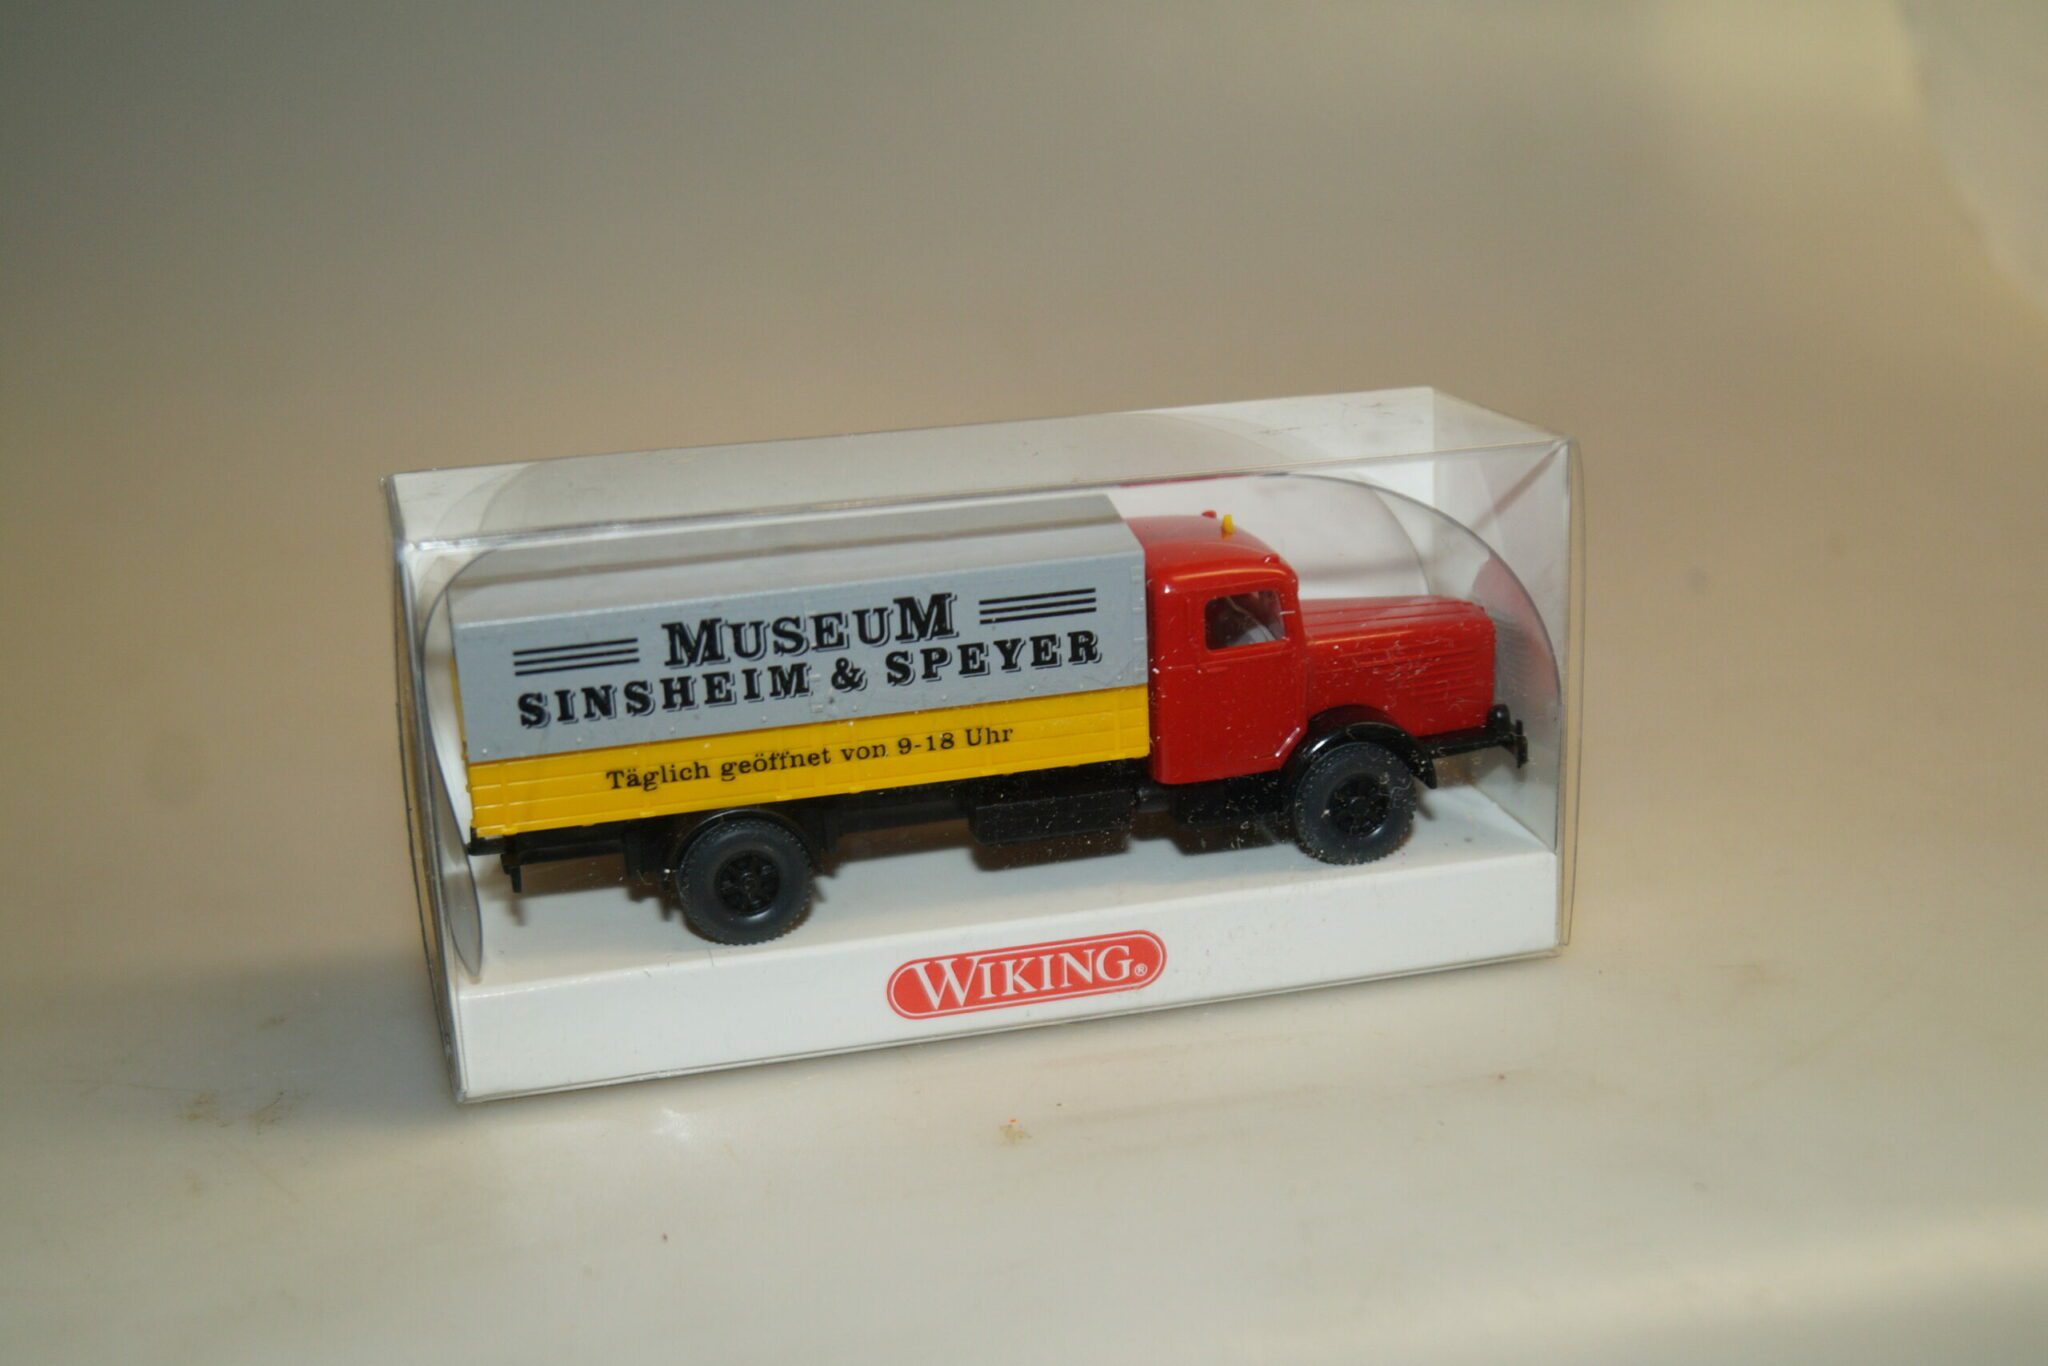 MUSEUM
SINSHEIM & SPEYER
Täglich geöffnet von 9-18 Uhr
WIKING®